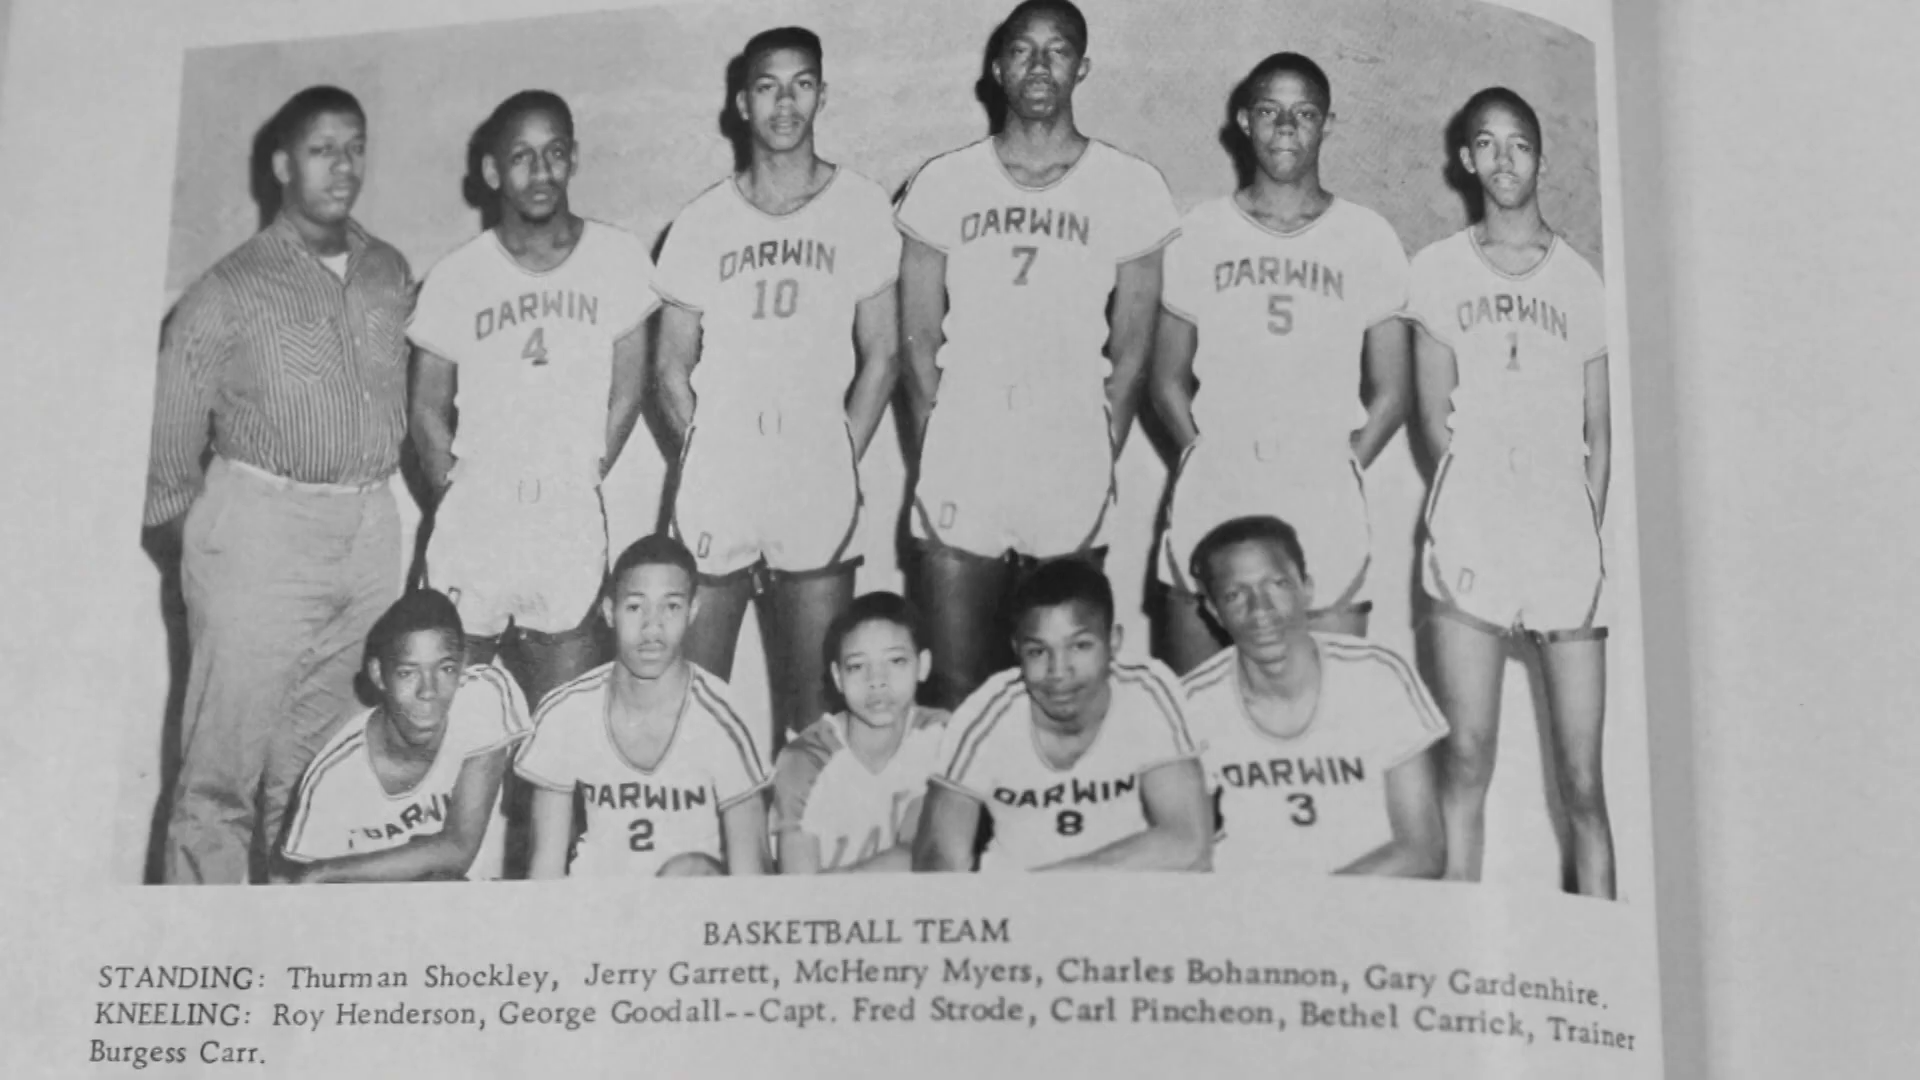 DARWIN
4
DARWIN
10
DARWIN
7
DARWIN
5
DARWIN
1
D
D
D
DARWIN
2
DARWIN
8
DARWIN
3
BASKETBALL TEAM
STANDING: Thurman Shockley, Jerry Garrett, McHenry Myers, Charles Bohannon, Gary Gardenhire.
KNEELING: Roy Henderson, George Goodall--Capt. Fred Strode, Carl Pincheon, Bethel Carrick, Trainer
Burgess Carr.